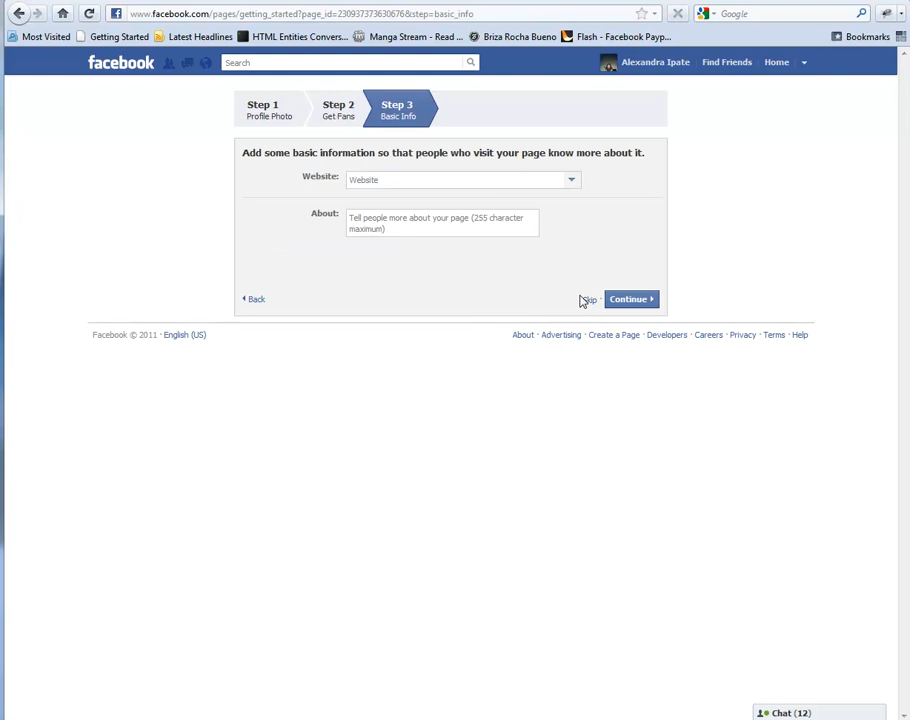 www.facebook.com/pages/getting_started?page_id=230937373630676&step=basic_info
Google
Most Visited Getting Started Latest Headlines HTML Entities Convers... Manga Stream - Read ... Briza Rocha Bueno Flash - Facebook Payp... Bookmarks
facebook Search Alexandra Ipate Find Friends Home
Step 1 Step 2 Step 3
Profile Photo Get Fans Basic Info
Add some basic information so that people who visit your page know more about it.
Website: Website
About: Tell people more about your page (255 character
maximum)
Back Skip · Continue
Facebook © 2011 · English (US) About · Advertising · Create a Page · Developers · Careers · Privacy · Terms · Help
Chat (12)